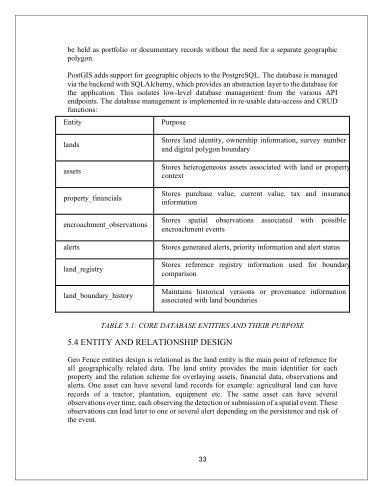 be held as portfolio or documentary records without the need for a separate geographic
polygon.
PostGIS adds support for geographic objects to the PostgreSQL. The database is managed
via the backend with SQLAlchemy, which provides an abstraction layer to the database for
the application. This isolates low-level database management from the various API
endpoints. The database management is implemented in re-usable data-access and CRUD
functions:
Entity Purpose
lands Stores land identity, ownership information, survey number
and digital polygon boundary
assets Stores heterogeneous assets associated with land or property
context
property_financials Stores purchase value, current value, tax and insurance
information
encroachment_observations Stores spatial observations associated with possible
encroachment events
alerts Stores generated alerts, priority information and alert status
land_registry Stores reference registry information used for boundary
comparison
land_boundary_history Maintains historical versions or provenance information
associated with land boundaries
TABLE 5.1: CORE DATABASE ENTITIES AND THEIR PURPOSE
5.4 ENTITY AND RELATIONSHIP DESIGN
Geo Fence entities design is relational as the land entity is the main point of reference for
all geographically related data. The land entity provides the main identifier for each
property and the relation scheme for overlaying assets, financial data, observations and
alerts. One asset can have several land records for example: agricultural land can have
records of a tractor, plantation, equipment etc. The same asset can have several
observations over time, each observing the detection or submission of a spatial event. These
observations can lead later to one or several alert depending on the persistence and risk of
the event.
33